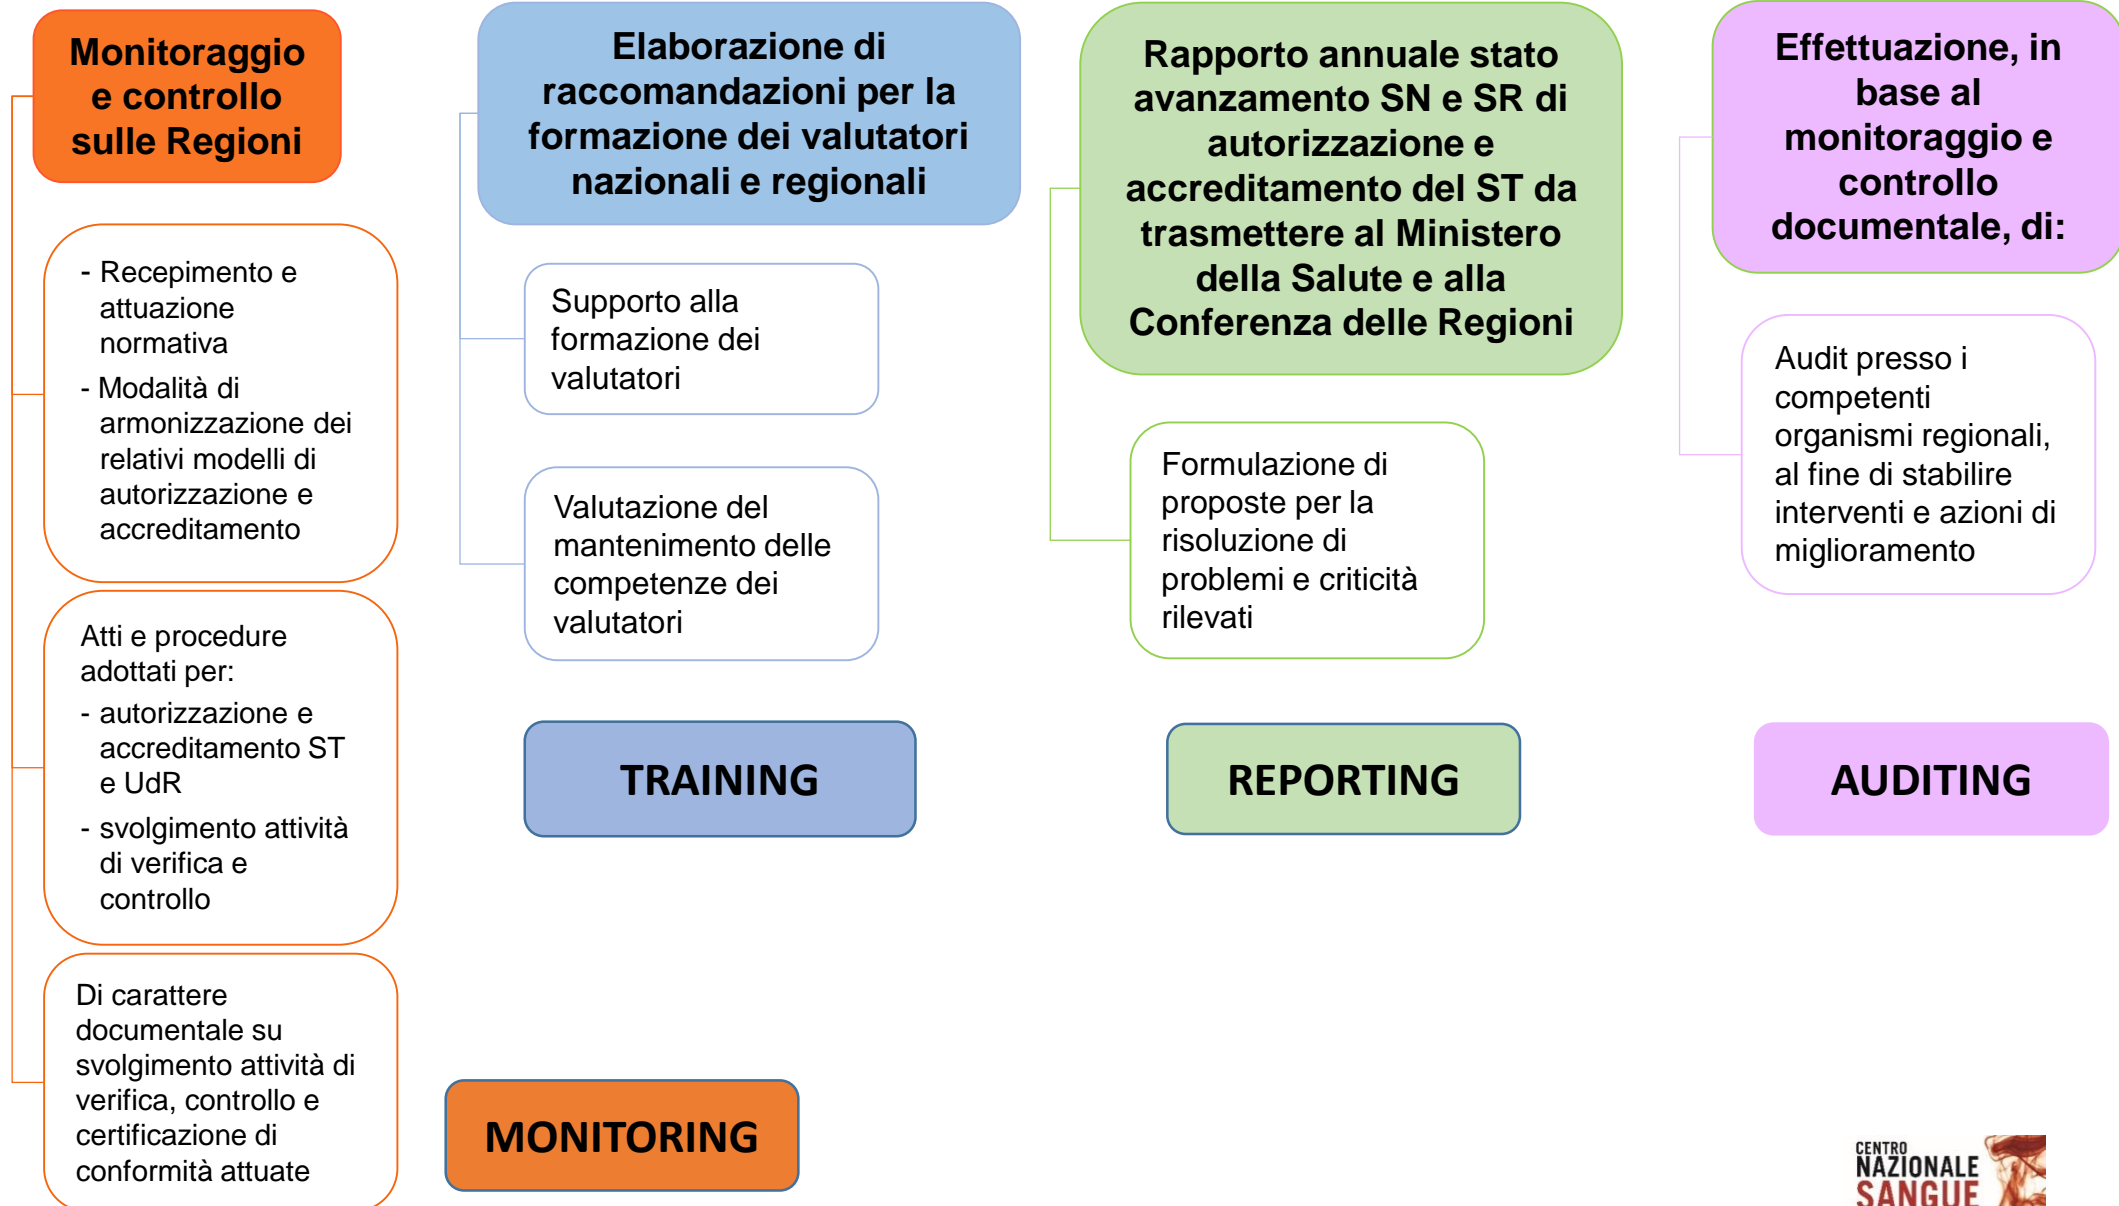 Monitoraggio
e controllo
sulle Regioni
- Recepimento e
attuazione
normativa
- Modalità di
armonizzazione dei
relativi modelli di
autorizzazione e
accreditamento
Atti e procedure
adottati per:
- autorizzazione e
accreditamento ST
e UdR
- svolgimento attività
di verifica e
controllo
Di carattere
documentale su
svolgimento attività di
verifica, controllo e
certificazione di
conformità attuate
MONITORING
Elaborazione di
raccomandazioni per la
formazione dei valutatori
nazionali e regionali
Supporto alla
formazione dei
valutatori
Valutazione del
mantenimento delle
competenze dei
valutatori
TRAINING
Rapporto annuale stato
avanzamento SN e SR di
autorizzazione e
accreditamento del ST da
trasmettere al Ministero
della Salute e alla
Conferenza delle Regioni
Formulazione di
proposte per la
risoluzione di
problemi e criticità
rilevati
REPORTING
Effettuazione, in
base al
monitoraggio e
controllo
documentale, di:
Audit presso i
competenti
organismi regionali,
al fine di stabilire
interventi e azioni di
miglioramento
AUDITING
CENTRO
NAZIONALE
SANGUE